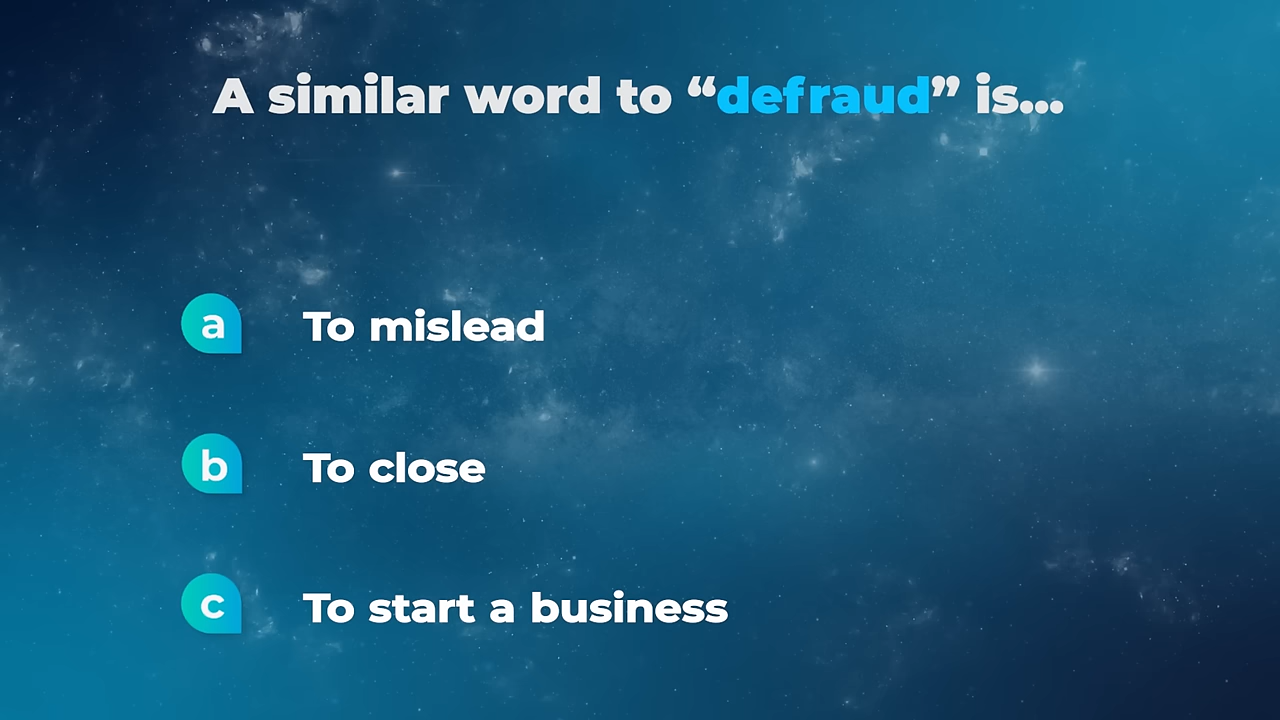 A similar word to “defraud” is...
a To mislead
b To close
c To start a business